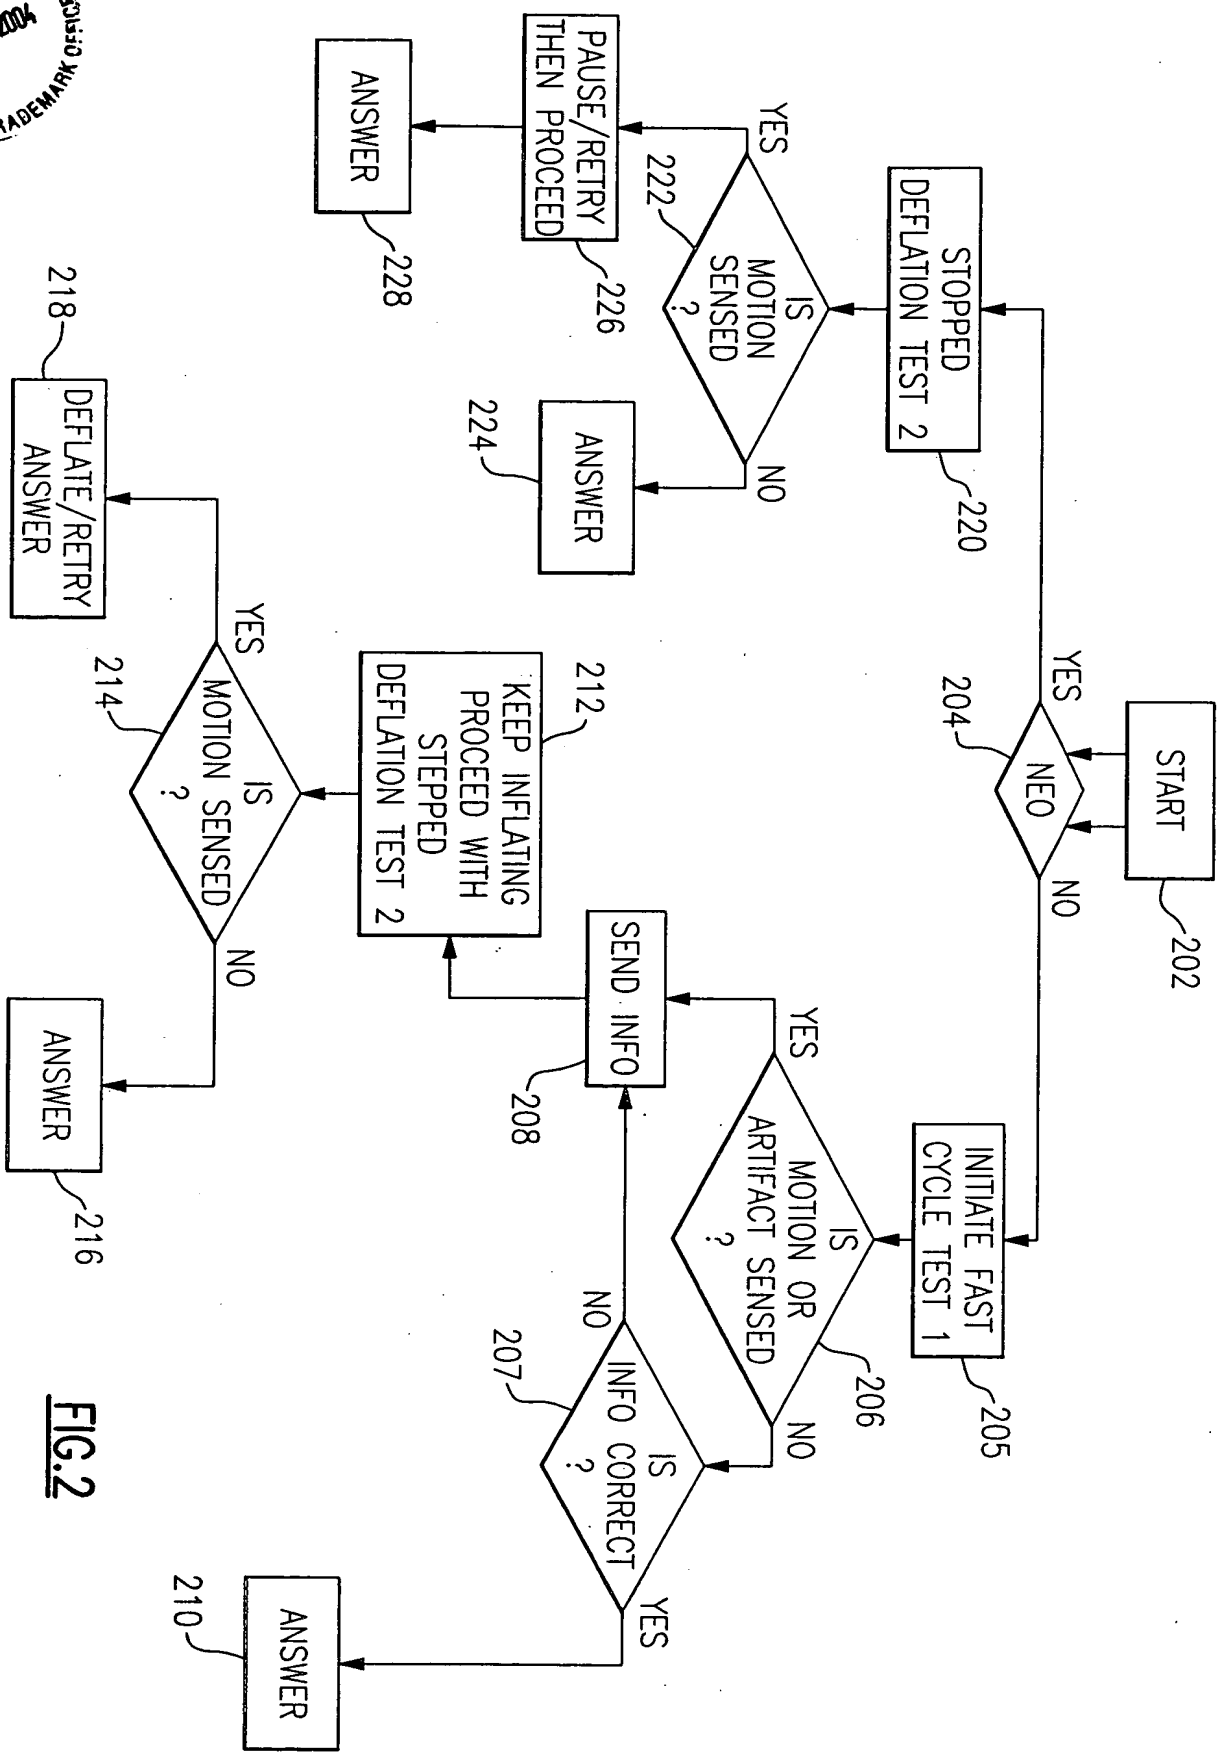 START
202
YES
NEO
NO
204
STOPPED
DEFLATION TEST 2
220
INITIATE FAST
CYCLE TEST 1
205
IS
MOTION
SENSED
?
YES
NO
222
IS
MOTION OR
ARTIFACT SENSED
?
YES
NO
206
PAUSE/RETRY
THEN PROCEED
226
ANSWER
224
SEND INFO
208
IS
INFO CORRECT
?
NO
YES
207
ANSWER
228
KEEP INFLATING
PROCEED WITH
STEPPED
DEFLATION TEST 2
212
ANSWER
210
IS
MOTION SENSED
?
YES
NO
214
DEFLATE/RETRY
ANSWER
218
ANSWER
216
FIG.2
2004